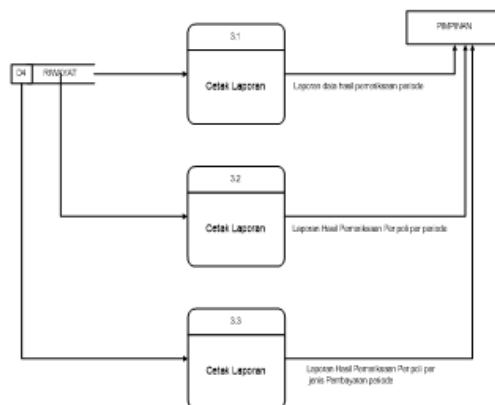 3.1
PIMPINAN
D4 RIWAYAT
Cetak Laporan
Laporan data hasil pemeriksaan periode
3.2
Cetak Laporan
Laporan Hasil Pemeriksaan Per poli per periode
3.3
Cetak Laporan
Laporan Hasil Pemeriksaan Per poli per
jenis Pembayaran periode